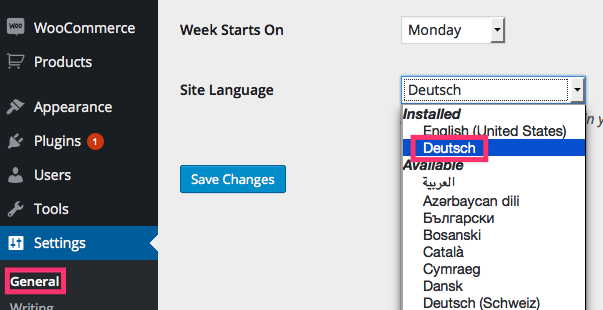 WooCommerce
Products
Appearance
Plugins 1
Users
Tools
Settings
General
Writing
Week Starts On Monday
Site Language Deutsch
Installed
English (United States)
Deutsch
Available
العربية
Azərbaycan dili
Български
Bosanski
Català
Cymraeg
Dansk
Deutsch (Schweiz)
Save Changes